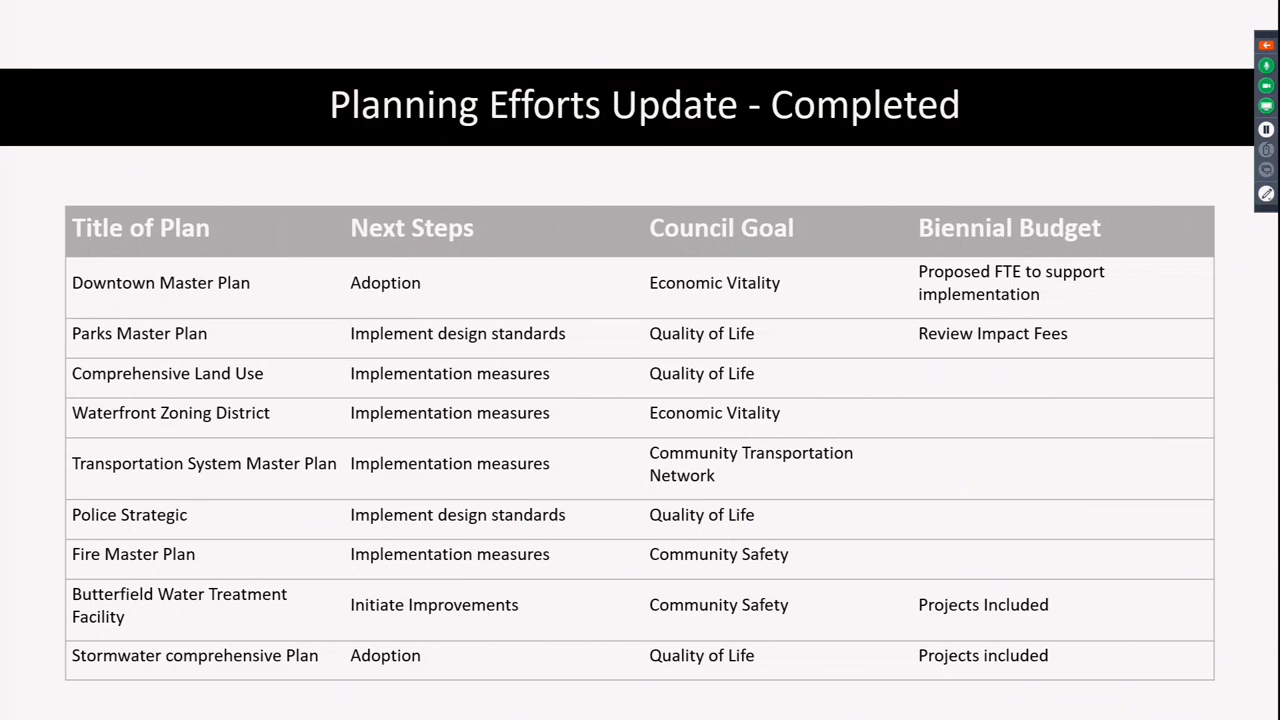 Planning Efforts Update - Completed
Title of Plan Next Steps Council Goal Biennial Budget
Downtown Master Plan Adoption Economic Vitality Proposed FTE to support implementation
Parks Master Plan Implement design standards Quality of Life Review Impact Fees
Comprehensive Land Use Implementation measures Quality of Life
Waterfront Zoning District Implementation measures Economic Vitality
Transportation System Master Plan Implementation measures Community Transportation Network
Police Strategic Implement design standards Quality of Life
Fire Master Plan Implementation measures Community Safety
Butterfield Water Treatment Facility Initiate Improvements Community Safety Projects Included
Stormwater comprehensive Plan Adoption Quality of Life Projects included